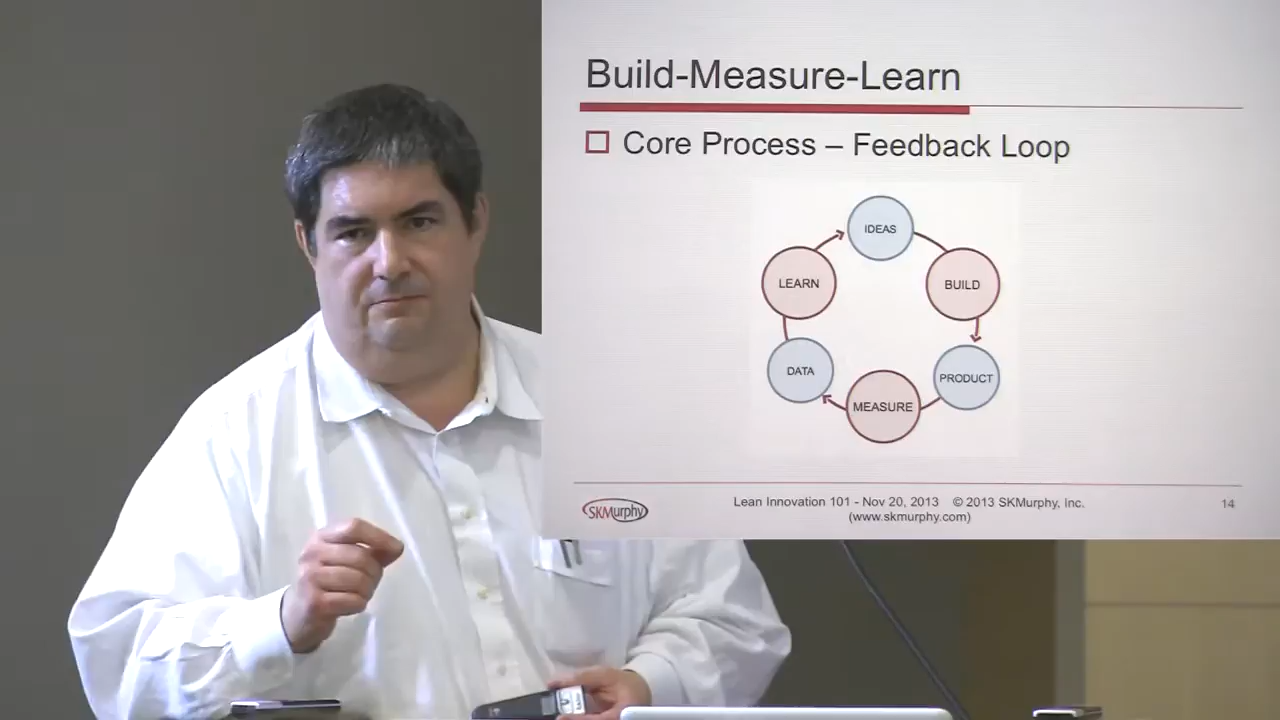 Build-Measure-Learn
Core Process – Feedback Loop
IDEAS
LEARN
BUILD
DATA
PRODUCT
MEASURE
SKMurphy
Lean Innovation 101 - Nov 20, 2013 © 2013 SKMurphy, Inc.
(www.skmurphy.com)
14